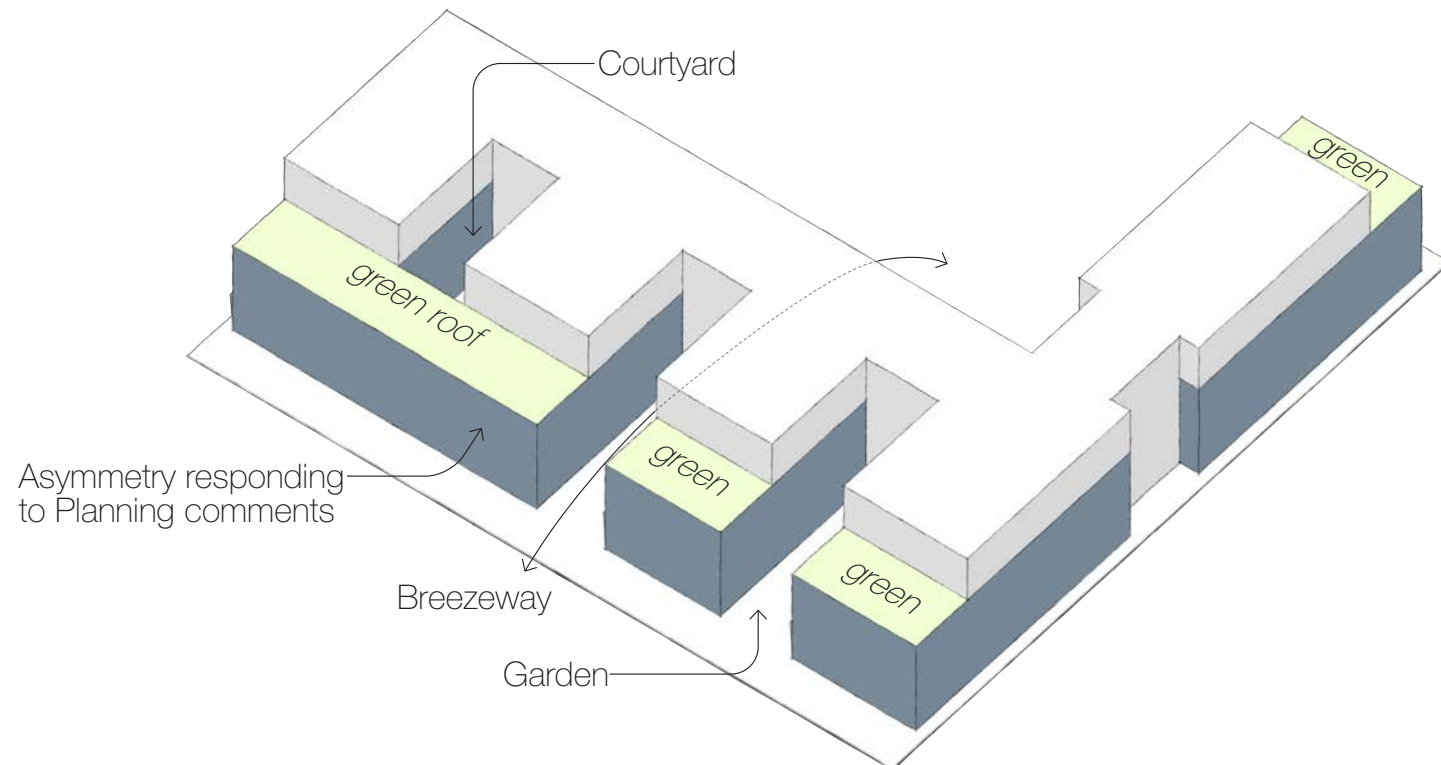 Courtyard
green
green roof
Asymmetry responding
to Planning comments
green
green
Breezeway
Garden